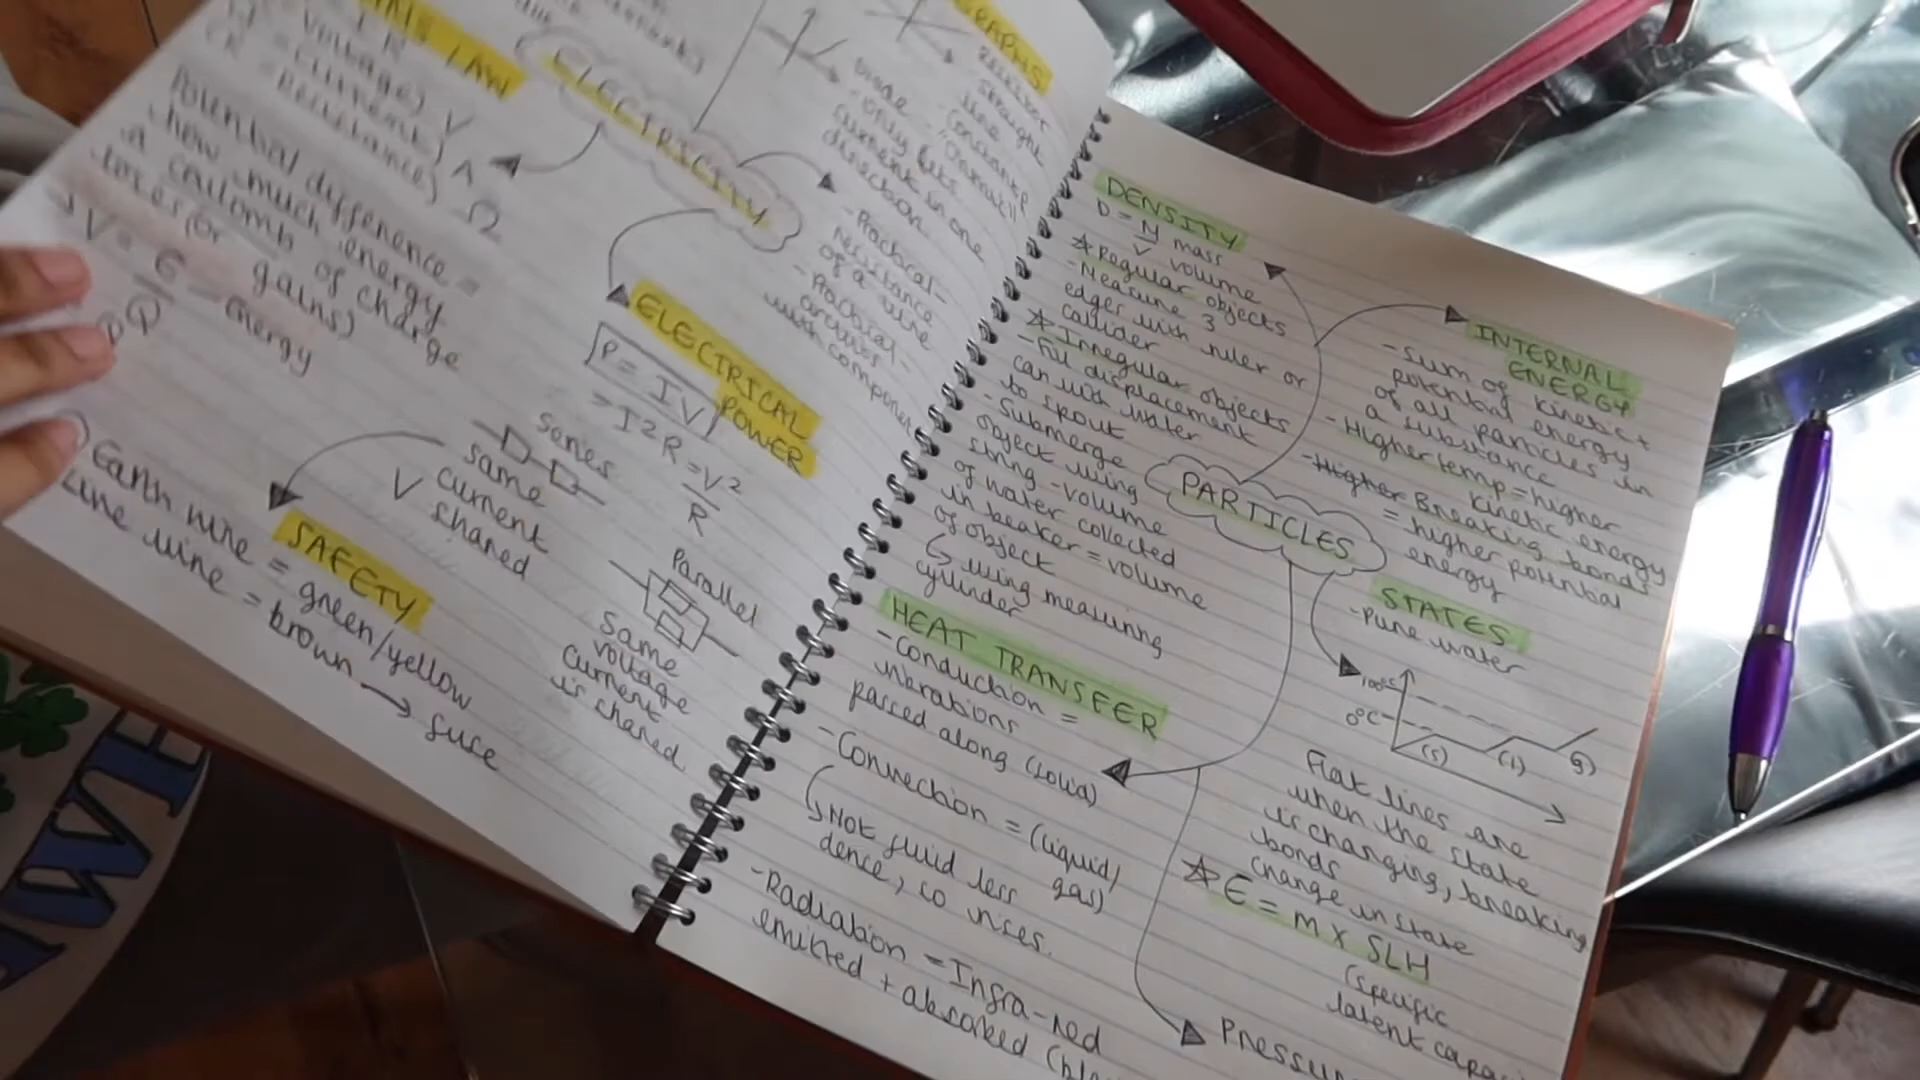 ELECTRICITY
Voltage) V
(I = Current) A
(R = Resistance) Ω
Potential difference =
how much energy
a coulomb of charge
loses (or gains)
→ V = E - energy
Q
GRAPHS
Resistor
- straight
line
constant
Diode
- only lets
current in one
direction
- Practical -
resistance
of a wire
- Practical -
circuits
with component
ELECTRICAL
POWER
P = IV
= I²R = V²
R
Series
same
current
V shared
Parallel
same
voltage
current
is shared
SAFETY
Earth wire = green/yellow
Live wire = brown → fuse
PARTICLES
DENSITY
D = M mass
V volume
☆ Regular objects
- Measure 3
edges with ruler or
callider
☆ Irregular objects
- Fill displacement
can with water
to spout
- Submerge
object using
string - volume
of water collected
in beaker = volume
of object
↳ using measuring
cylinder
INTERNAL
ENERGY
- Sum of kinetic +
potential energy
of all particles in
a substance
- Higher temp = higher
kinetic energy
- Higher Breaking bonds
= higher potential
energy
STATES
- Pure water
100°C
0°C
(s) (l) g)
Flat lines are
when the state
is changing, breaking
bonds
change in state
☆ E = m x SLH
(specific
latent
HEAT TRANSFER
- Conduction =
vibrations
passed along (solid)
- Convection = (liquid/
gas)
↳ Hot fluid less
dence, so rises.
- Radiation = Infra-red
emitted + absorbed